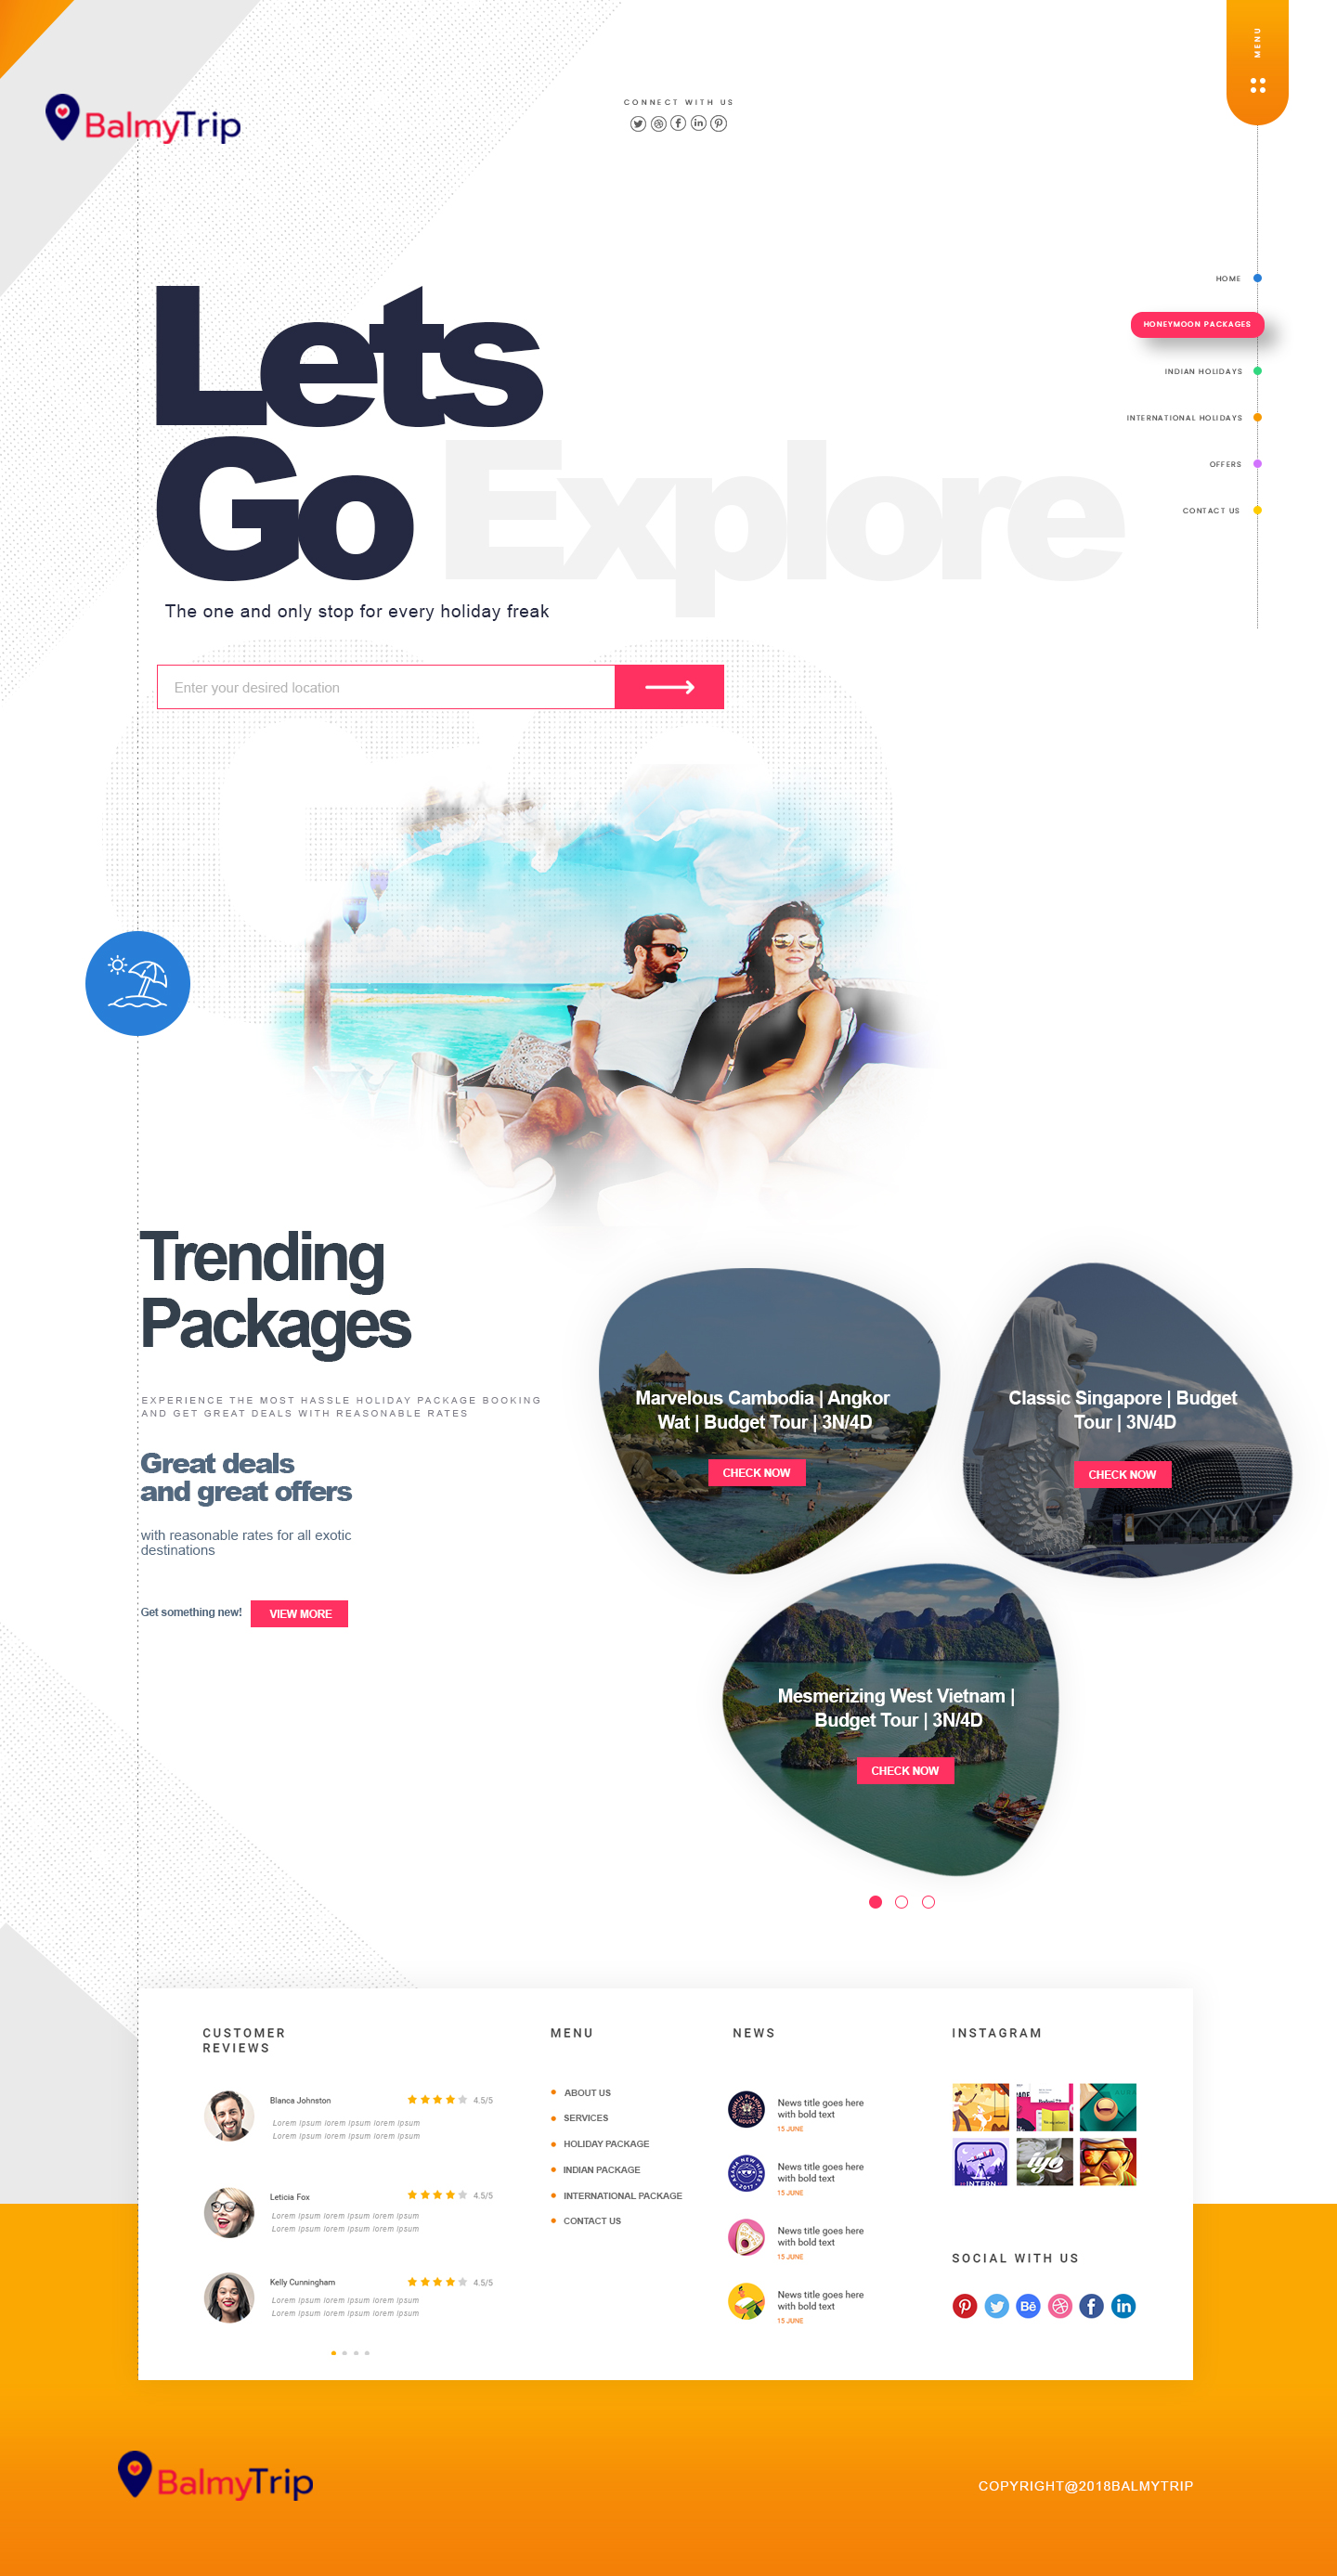 MENU
BalmyTrip
CONNECT WITH US
HOME
HONEYMOON PACKAGES
INDIAN HOLIDAYS
INTERNATIONAL HOLIDAYS
OFFERS
CONTACT US
Lets
Go Explore
The one and only stop for every holiday freak
Enter your desired location
GO
Trending
Packages
EXPERIENCE THE MOST HASSLE HOLIDAY PACKAGE BOOKING
AND GET GREAT DEALS WITH REASONABLE RATES
Great deals
and great offers
with reasonable rates for all exotic
destinations
Get something new!
VIEW MORE
Marvelous Cambodia | Angkor
Wat | Budget Tour | 3N/4D
CHECK NOW
Classic Singapore | Budget
Tour | 3N/4D
CHECK NOW
Mesmerizing West Vietnam |
Budget Tour | 3N/4D
CHECK NOW
CUSTOMER
REVIEWS
Blanca Johnston
4.5/5
Lorem ipsum lorem ipsum lorem ipsum
Lorem ipsum lorem ipsum lorem ipsum
Leticia Fox
4.5/5
Lorem ipsum lorem ipsum lorem ipsum
Lorem ipsum lorem ipsum lorem ipsum
Kelly Cunningham
4.5/5
Lorem ipsum lorem ipsum lorem ipsum
Lorem ipsum lorem ipsum lorem ipsum
MENU
ABOUT US
SERVICES
HOLIDAY PACKAGE
INDIAN PACKAGE
INTERNATIONAL PACKAGE
CONTACT US
NEWS
News title goes here
with bold text
15 JUNE
News title goes here
with bold text
15 JUNE
News title goes here
with bold text
15 JUNE
News title goes here
with bold text
15 JUNE
INSTAGRAM
INTERN
lyo
SOCIAL WITH US
Bē
in
BalmyTrip
COPYRIGHT@2018BALMYTRIP